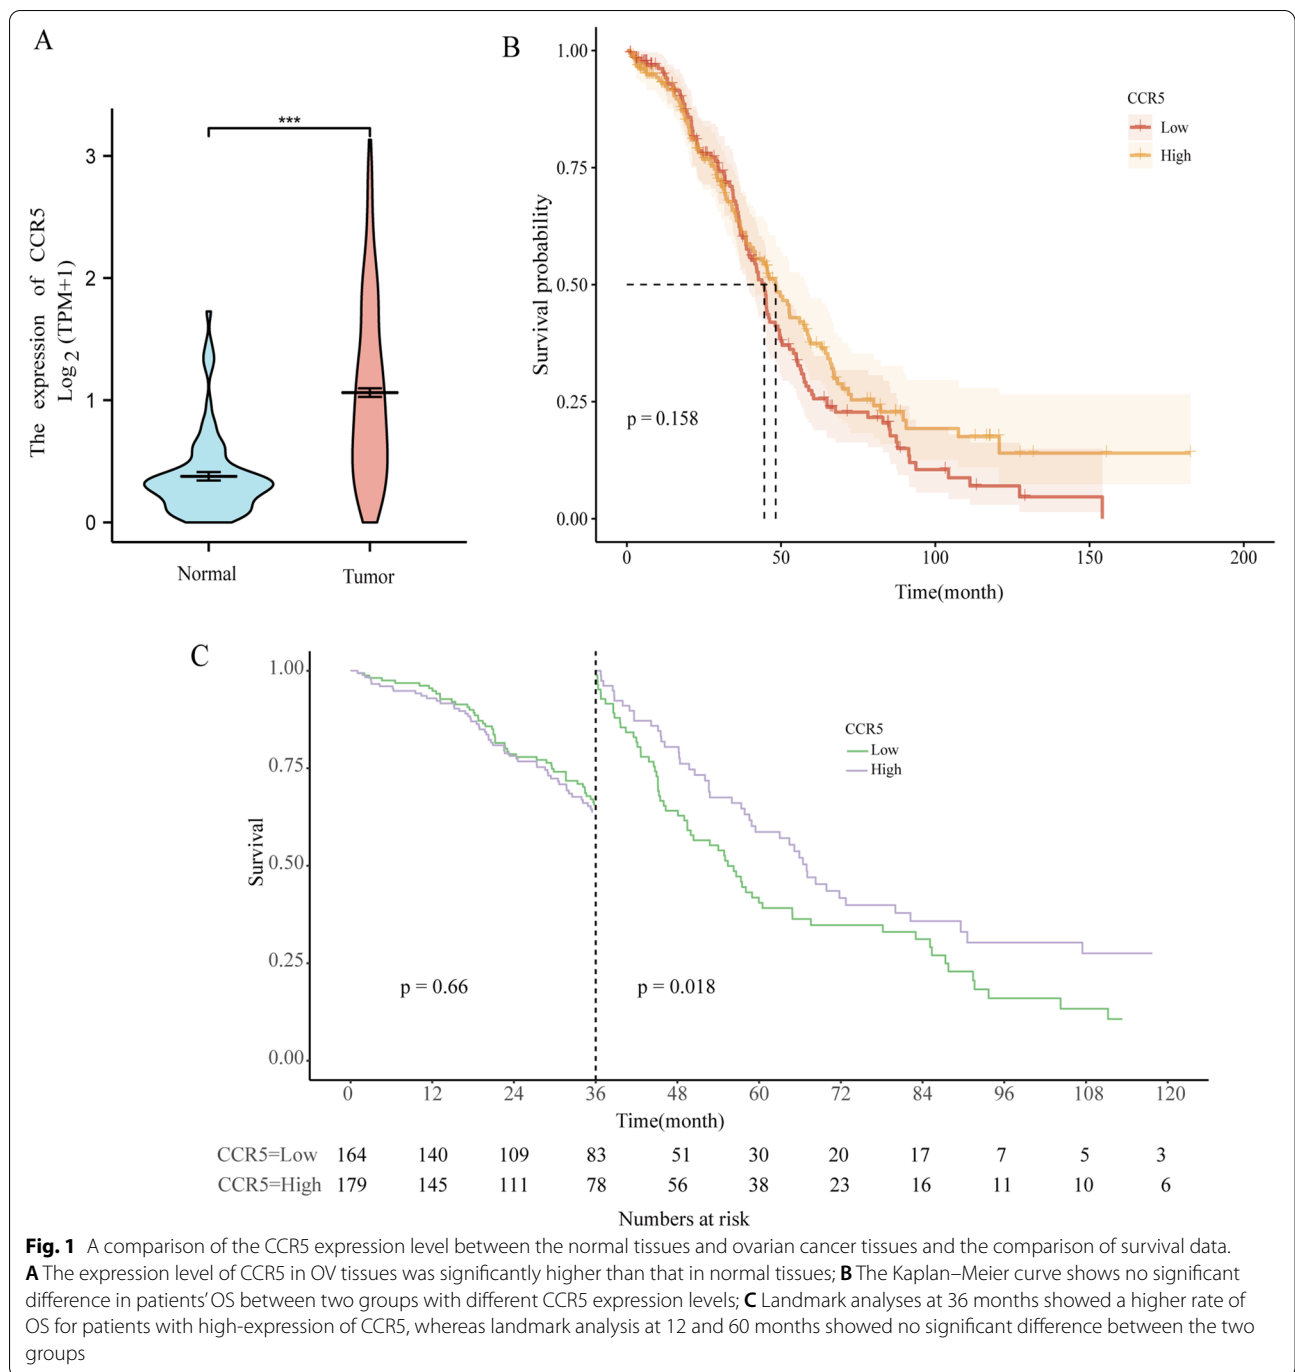 A
***
The expression of CCR5
Log2 (TPM+1)
3
2
1
0
Normal
Tumor
B
1.00
0.75
0.50
0.25
0.00
Survival probability
p = 0.158
CCR5
Low
High
0
50
100
150
200
Time(month)
C
1.00
0.75
0.50
0.25
0.00
Survival
CCR5
Low
High
p = 0.66
p = 0.018
0 12 24 36 48 60 72 84 96 108 120
Time(month)
CCR5=Low 164 140 109 83 51 30 20 17 7 5 3
CCR5=High 179 145 111 78 56 38 23 16 11 10 6
Numbers at risk
Fig. 1 A comparison of the CCR5 expression level between the normal tissues and ovarian cancer tissues and the comparison of survival data.
A The expression level of CCR5 in OV tissues was significantly higher than that in normal tissues; B The Kaplan–Meier curve shows no significant
difference in patients' OS between two groups with different CCR5 expression levels; C Landmark analyses at 36 months showed a higher rate of
OS for patients with high-expression of CCR5, whereas landmark analysis at 12 and 60 months showed no significant difference between the two
groups